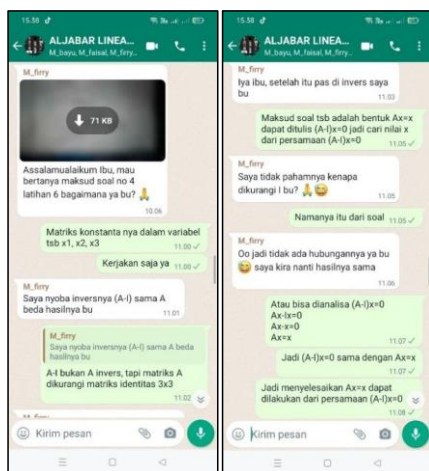 15.38
ALJABAR LINEA...
M_bayu, M_faisal, M_firry...
71 KB
Assalamualaikum Ibu, mau
bertanya maksud soal no 4
latihan 6 bagaimana ya bu?
10.06
Matriks konstanta nya dalam variabel
tsb x1, x2, x3
11.00
Kerjakan saja ya
11.00
M_firry
Saya nyoba inversnya (A-I) sama A
beda hasilnya bu
11.01
M_firry
Saya nyoba inversnya (A-I) sama A
beda hasilnya bu
A-I bukan A invers, tapi matriks A
dikurangi matriks identitas 3x3
11.02
Kirim pesan
15.38
ALJABAR LINEA...
M_bayu, M_faisal, M_firry...
M_firry
Iya ibu, setelah itu pas di invers saya
bu
11.03
Maksud soal tsb adalah bentuk Ax=x
dapat ditulis (A-I)x=0 jadi cari nilai x
dari persamaan (A-I)x=0
11.05
M_firry
Saya tidak pahamnya kenapa
dikurangi I bu?
11.05
Namanya itu dari soal
11.05
M_firry
Oo jadi tidak ada hubungannya ya bu
saya kira nanti hasilnya sama
11.06
Atau bisa dianalisa (A-I)x=0
Ax-Ix=0
Ax-x=0
Ax=x
11.07
Jadi (A-I)x=0 sama dengan Ax=x
11.07
Jadi menyelesaikan Ax=x dapat
dilakukan dari persamaan (A-I)x=0
11.08
Kirim pesan